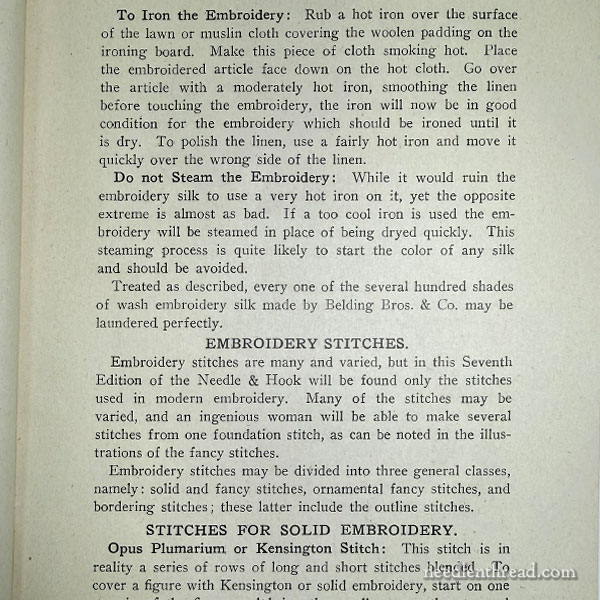 To Iron the Embroidery: Rub a hot iron over the surface
of the lawn or muslin cloth covering the woolen padding on the
ironing board. Make this piece of cloth smoking hot. Place
the embroidered article face down on the hot cloth. Go over
the article with a moderately hot iron, smoothing the linen
before touching the embroidery, the iron will now be in good
condition for the embroidery which should be ironed until it
is dry. To polish the linen, use a fairly hot iron and move it
quickly over the wrong side of the linen.
Do not Steam the Embroidery: While it would ruin the
embroidery silk to use a very hot iron on it, yet the opposite
extreme is almost as bad. If a too cool iron is used the em-
broidery will be steamed in place of being dryed quickly. This
steaming process is quite likely to start the color of any silk
and should be avoided.
Treated as described, every one of the several hundred shades
of wash embroidery silk made by Belding Bros. & Co. may be
laundered perfectly.
EMBROIDERY STITCHES.
Embroidery stitches are many and varied, but in this Seventh
Edition of the Needle & Hook will be found only the stitches
used in modern embroidery. Many of the stitches may be
varied, and an ingenious woman will be able to make several
stitches from one foundation stitch, as can be noted in the illus-
trations of the fancy stitches.
Embroidery stitches may be divided into three general classes,
namely: solid and fancy stitches, ornamental fancy stitches, and
bordering stitches; these latter include the outline stitches.
STITCHES FOR SOLID EMBROIDERY.
Opus Plumarium or Kensington Stitch: This stitch is in
reality a series of rows of long and short stitches blended. To
cover a figure with Kensington or solid embroidery, start on one
needlenthread.com